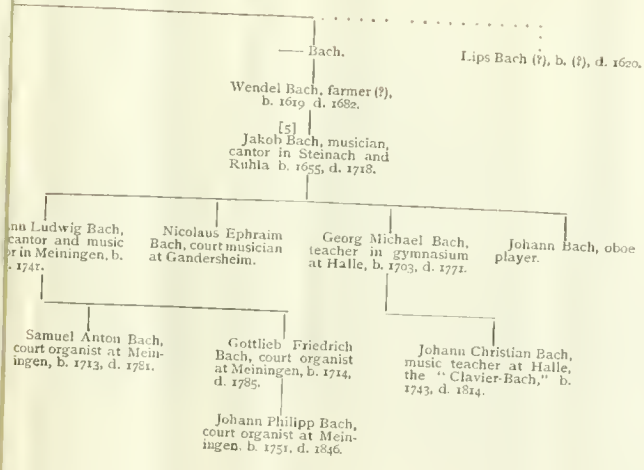 — Bach.
Lips Bach (?), b. (?), d. 1620.
Wendel Bach, farmer (?),
b. 1619 d. 1682.
[5]
Jakob Bach, musician,
cantor in Steinach and
Ruhla b. 1655, d. 1718.
Ludwig Bach,
cantor and music
in Meiningen, b.
1741.
Nicolaus Ephraim
Bach, court musician
at Gandersheim.
Georg Michael Bach,
teacher in gymnasium
at Halle, b. 1703, d. 1771.
Johann Bach, oboe
player.
Samuel Anton Bach,
court organist at Mein-
ingen, b. 1713, d. 1781.
Gottlieb Friedrich
Bach, court organist
at Meiningen, b. 1714,
d. 1785.
Johann Christian Bach,
music teacher at Halle,
the "Clavier-Bach," b.
1743, d. 1814.
Johann Philipp Bach,
court organist at Mein-
ingen, b. 1751, d. 1846.